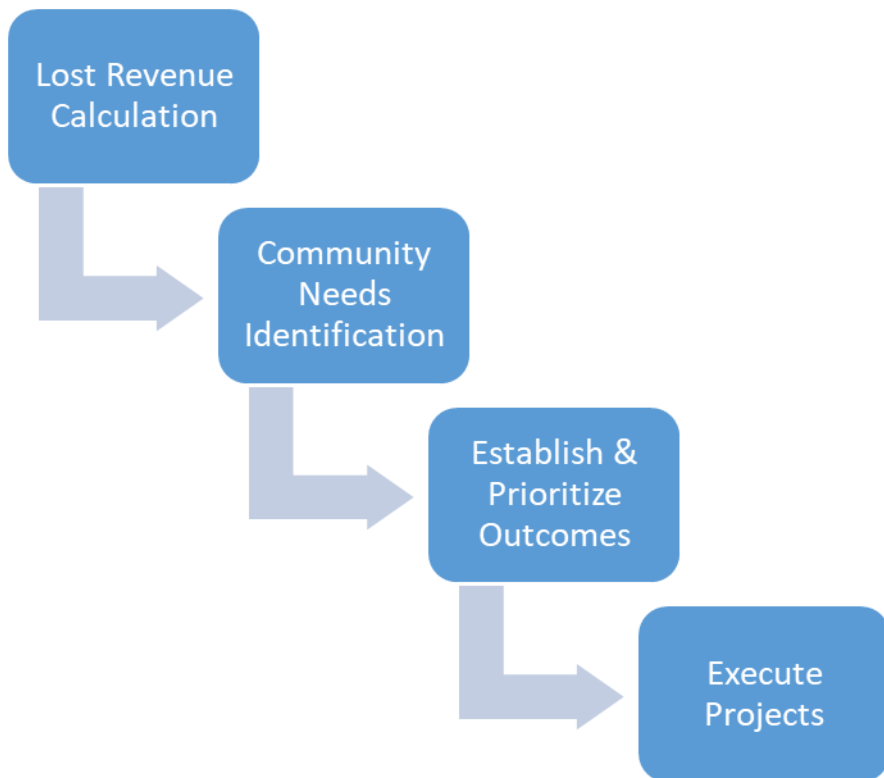 Lost Revenue
Calculation
Community
Needs
Identification
Establish &
Prioritize
Outcomes
Execute
Projects